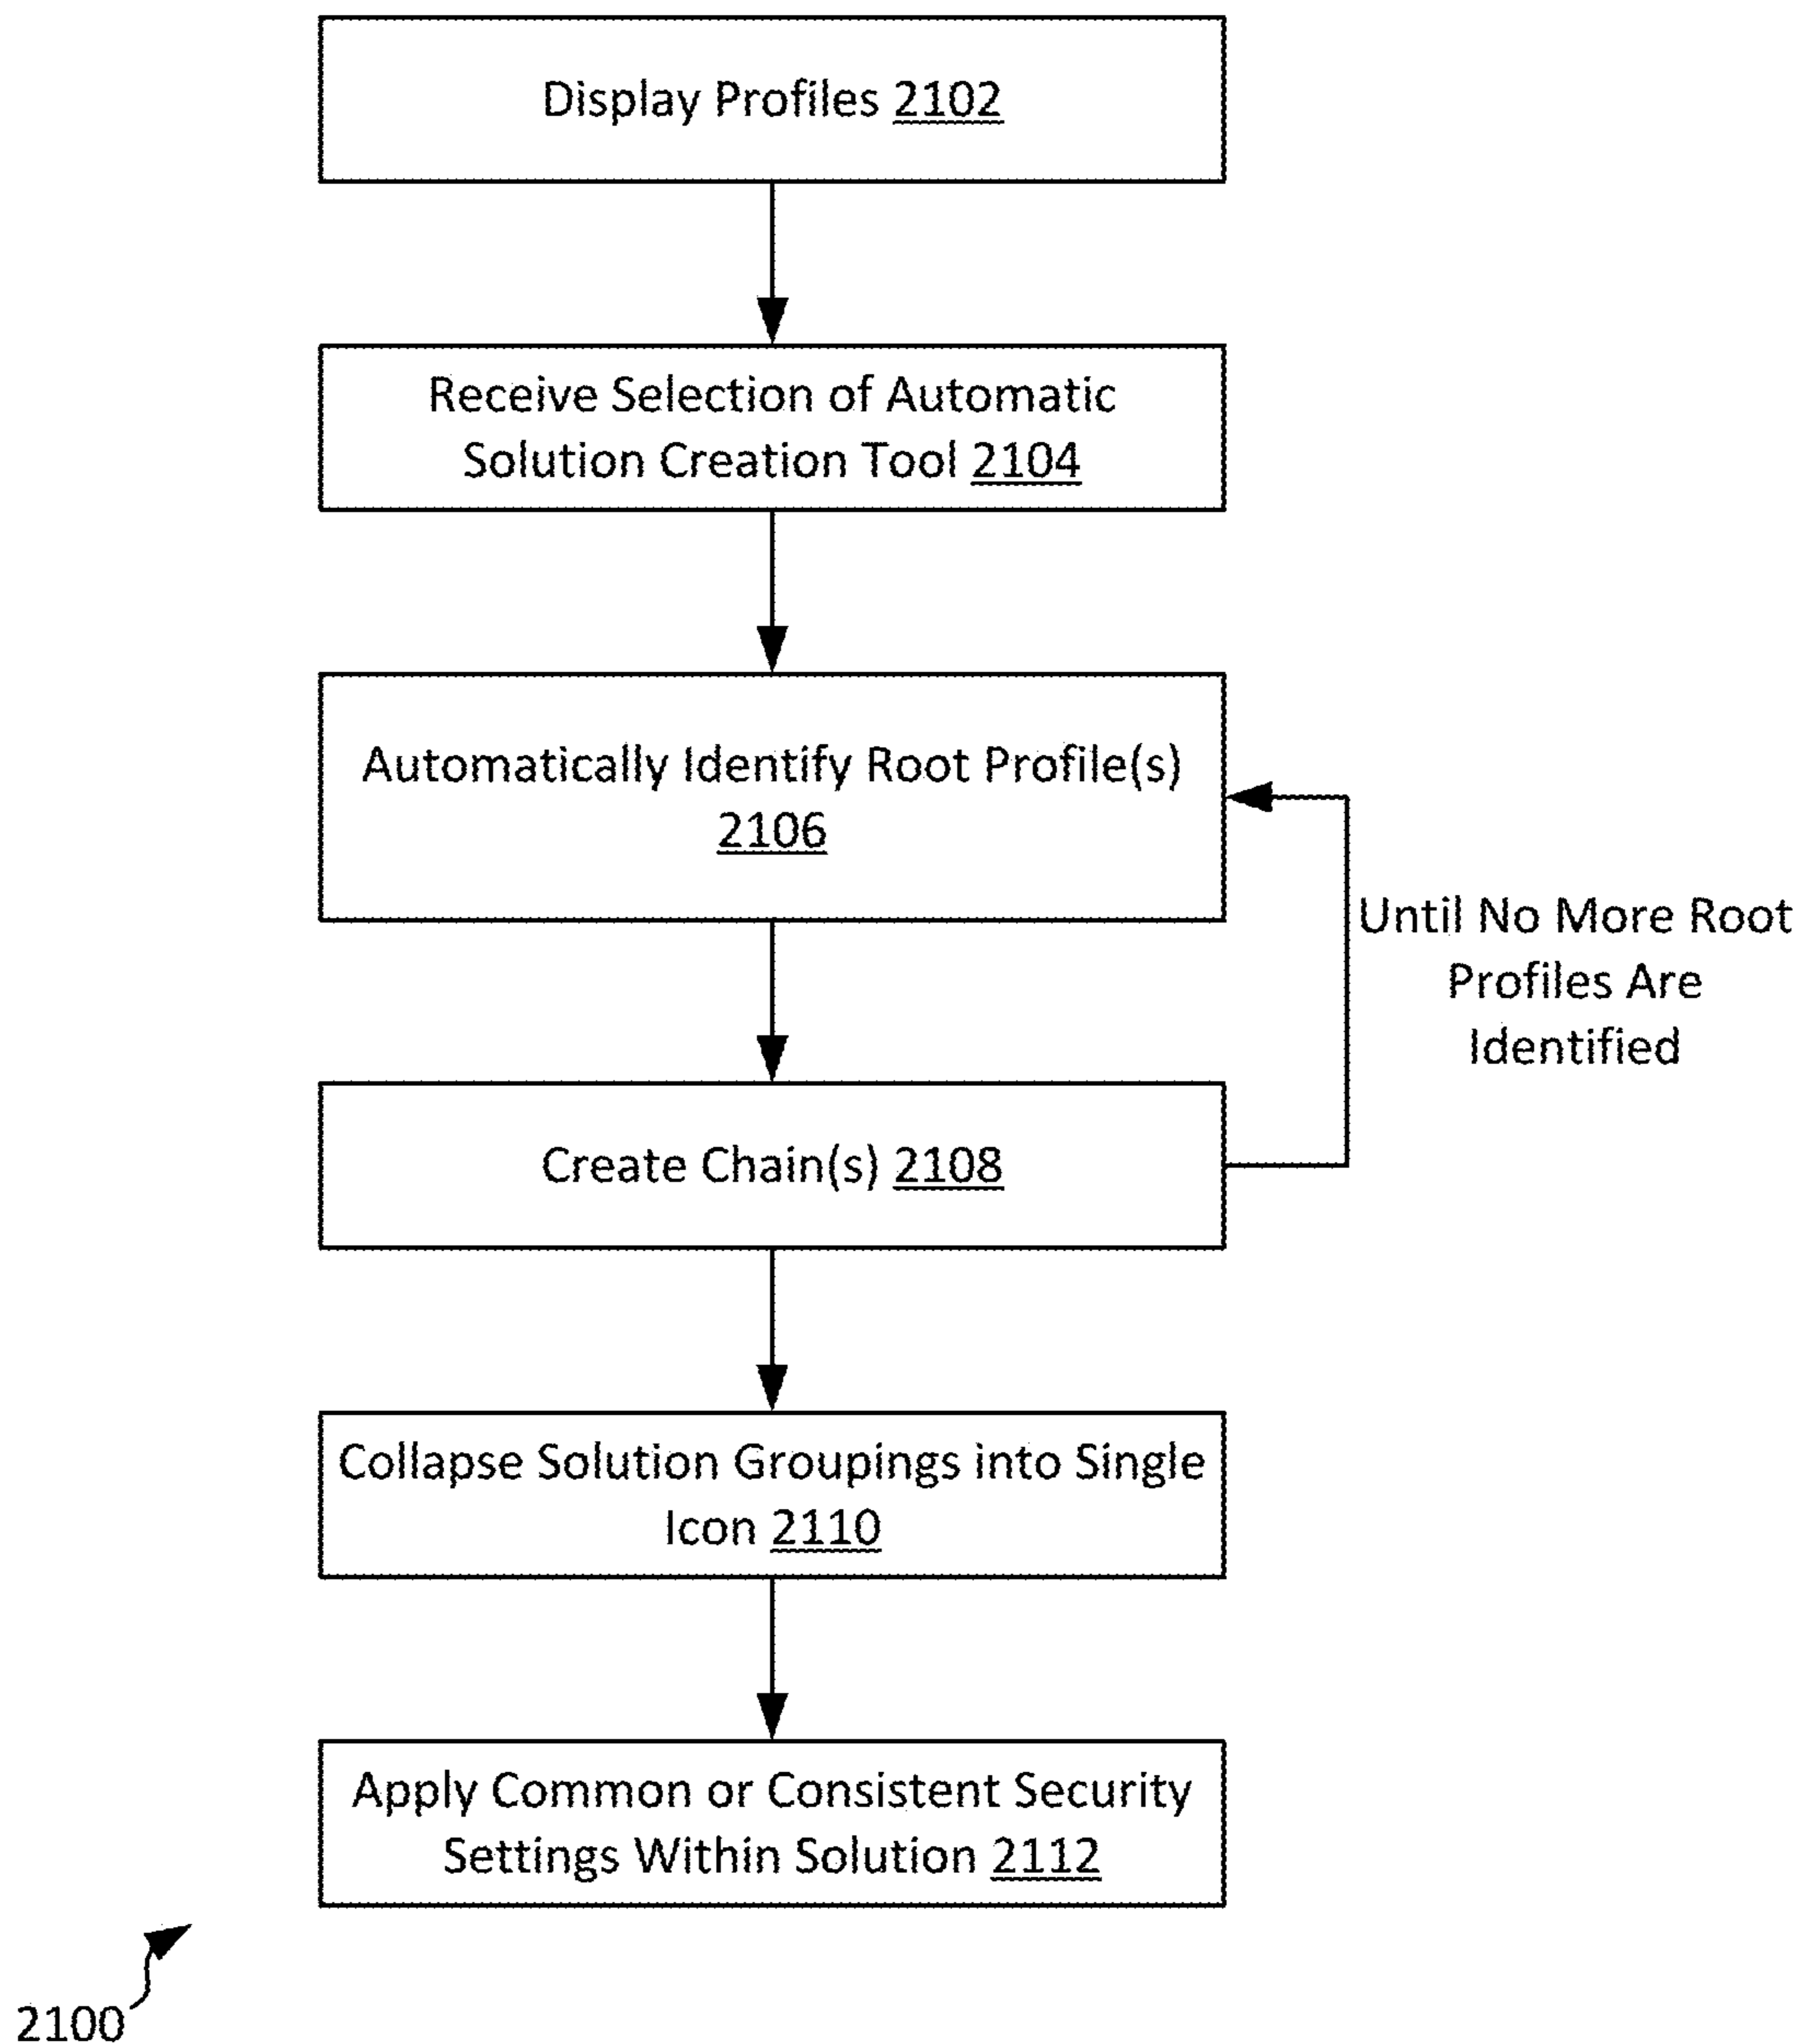 Display Profiles 2102
Receive Selection of Automatic
Solution Creation Tool 2104
Automatically Identify Root Profile(s)
2106
Until No More Root
Profiles Are
Identified
Create Chain(s) 2108
Collapse Solution Groupings into Single
Icon 2110
Apply Common or Consistent Security
Settings Within Solution 2112
2100